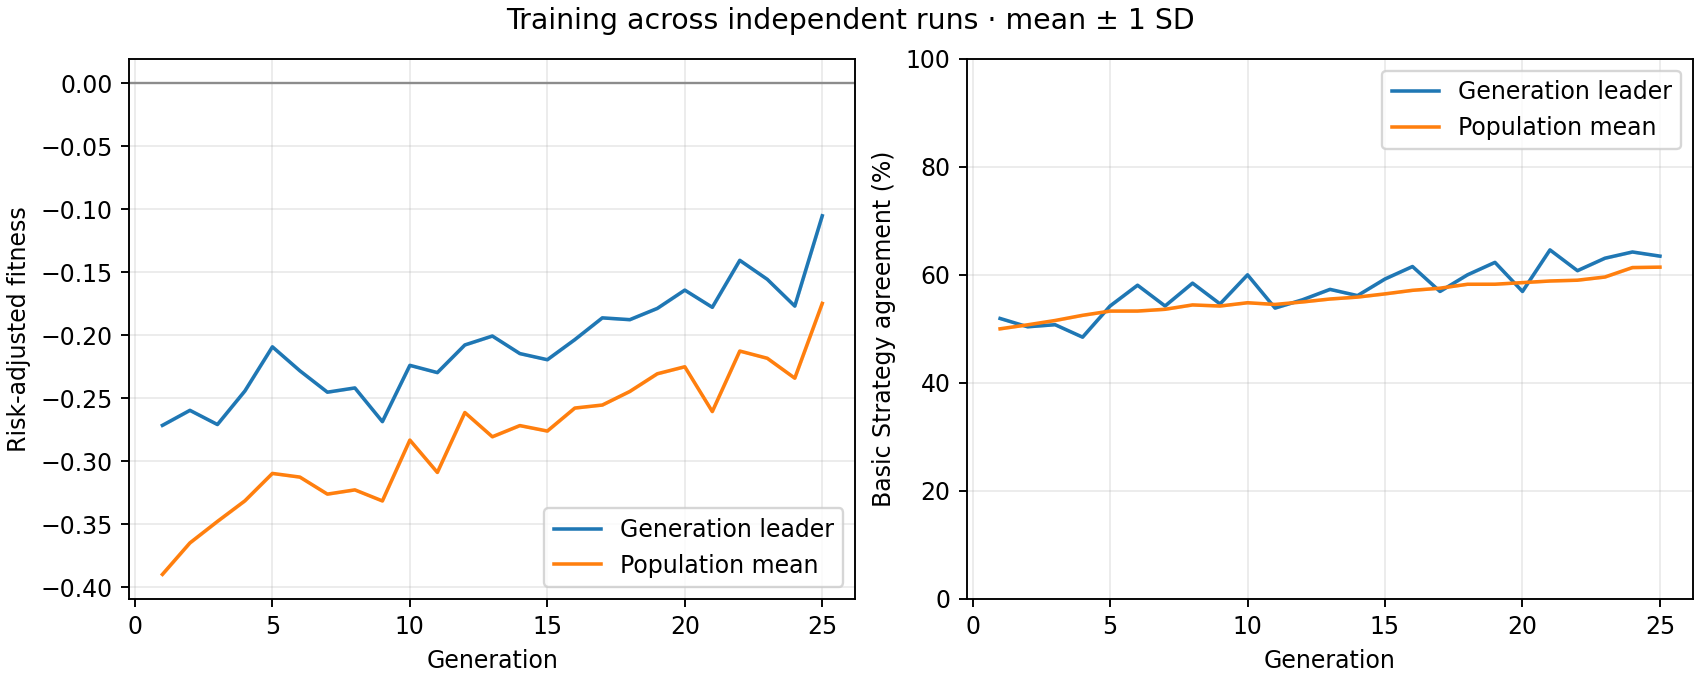 Training across independent runs · mean ± 1 SD
Risk-adjusted fitness
0.00
−0.05
−0.10
−0.15
−0.20
−0.25
−0.30
−0.35
−0.40
Generation leader
Population mean
0 5 10 15 20 25
Generation
Basic Strategy agreement (%)
100
80
60
40
20
0
Generation leader
Population mean
0 5 10 15 20 25
Generation